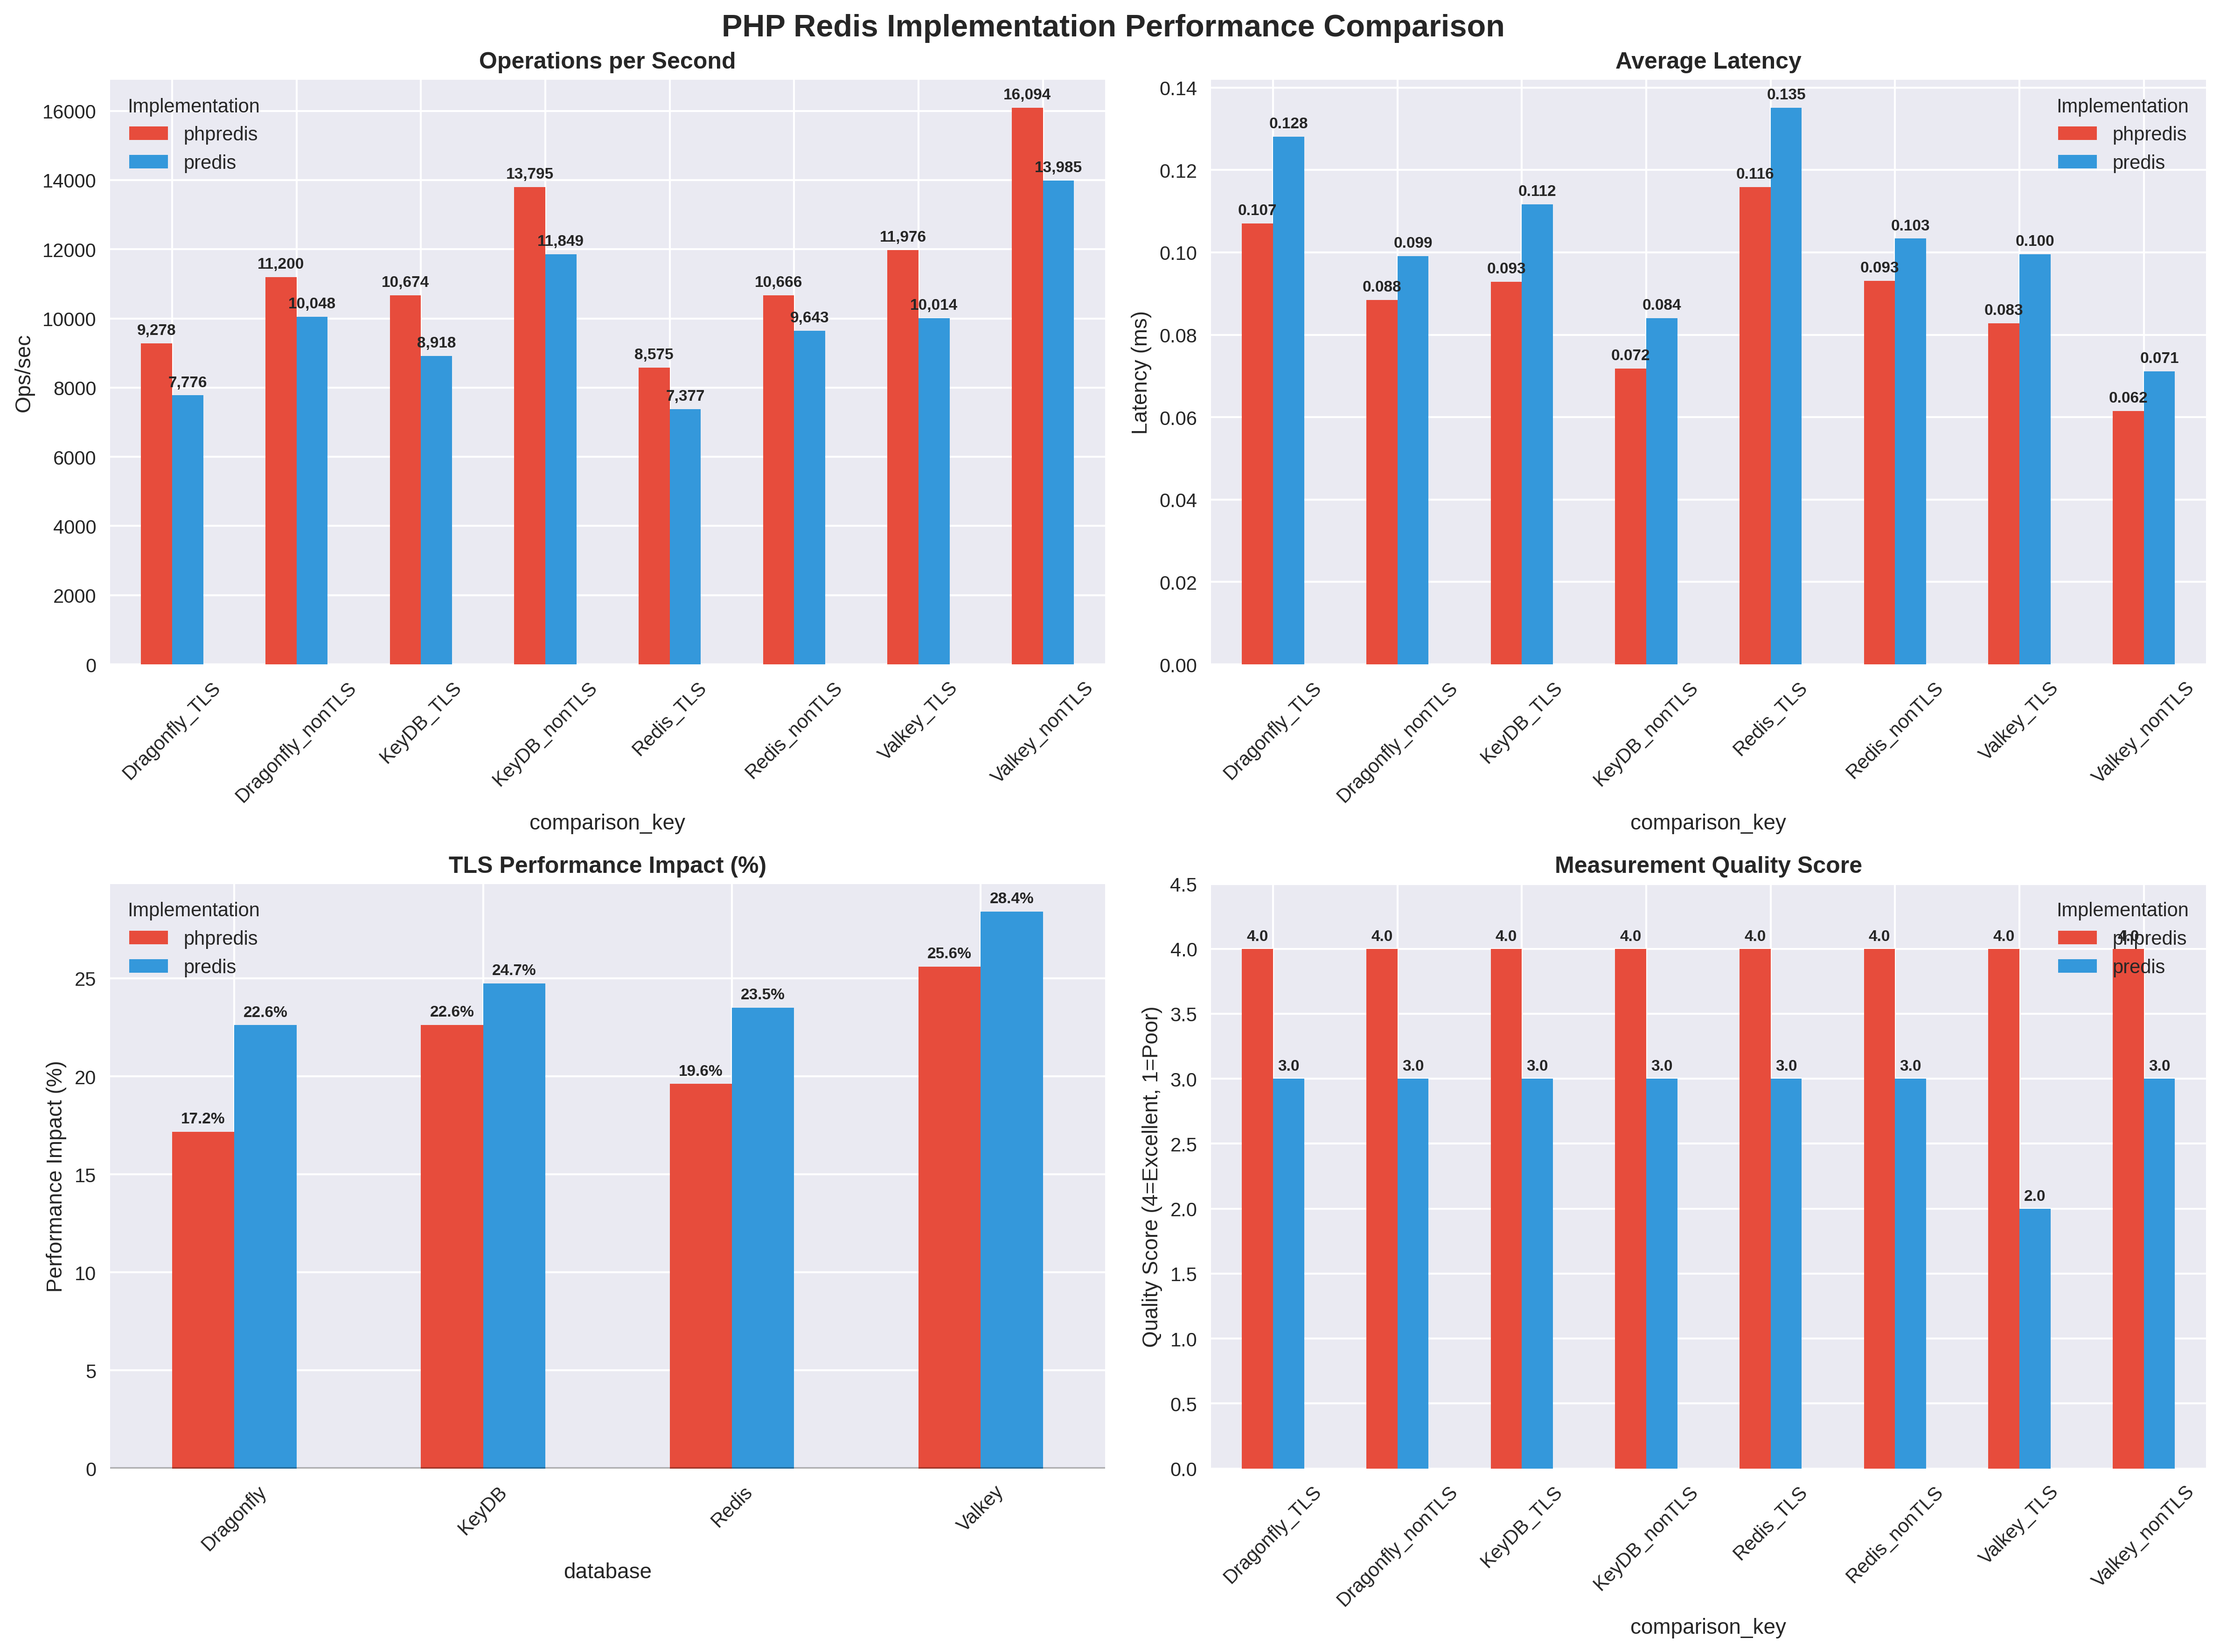 PHP Redis Implementation Performance Comparison
Operations per Second
Ops/sec
16000
14000
12000
10000
8000
6000
4000
2000
0
Implementation
phpredis
predis
9,278
7,776
11,200
10,048
10,674
8,918
13,795
11,849
8,575
7,377
10,666
9,643
11,976
10,014
16,094
13,985
Dragonfly_TLS
Dragonfly_nonTLS
KeyDB_TLS
KeyDB_nonTLS
Redis_TLS
Redis_nonTLS
Valkey_TLS
Valkey_nonTLS
comparison_key
Average Latency
Latency (ms)
0.14
0.12
0.10
0.08
0.06
0.04
0.02
0.00
Implementation
phpredis
predis
0.107
0.128
0.088
0.099
0.093
0.112
0.072
0.084
0.116
0.135
0.093
0.103
0.083
0.100
0.062
0.071
Dragonfly_TLS
Dragonfly_nonTLS
KeyDB_TLS
KeyDB_nonTLS
Redis_TLS
Redis_nonTLS
Valkey_TLS
Valkey_nonTLS
comparison_key
TLS Performance Impact (%)
Performance Impact (%)
25
20
15
10
5
0
Implementation
phpredis
predis
17.2%
22.6%
22.6%
24.7%
19.6%
23.5%
25.6%
28.4%
Dragonfly
KeyDB
Redis
Valkey
database
Measurement Quality Score
Quality Score (4=Excellent, 1=Poor)
4.5
4.0
3.5
3.0
2.5
2.0
1.5
1.0
0.5
0.0
Implementation
phpredis
predis
4.0
3.0
4.0
3.0
4.0
3.0
4.0
3.0
4.0
3.0
4.0
3.0
4.0
2.0
4.0
3.0
Dragonfly_TLS
Dragonfly_nonTLS
KeyDB_TLS
KeyDB_nonTLS
Redis_TLS
Redis_nonTLS
Valkey_TLS
Valkey_nonTLS
comparison_key